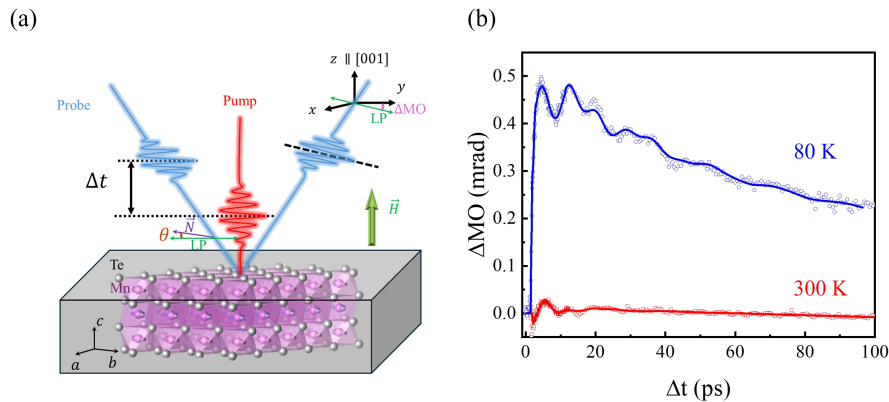 (a)
z ∥ [001]
y
x
ΔMO
LP
Probe
Pump
Δt
H⃗
N⃗
θ
LP
Te
Mn
c
a
b
(b)
0.5
0.4
0.3
0.2
0.1
0.0
ΔMO (mrad)
80 K
300 K
0
20
40
60
80
100
Δt (ps)